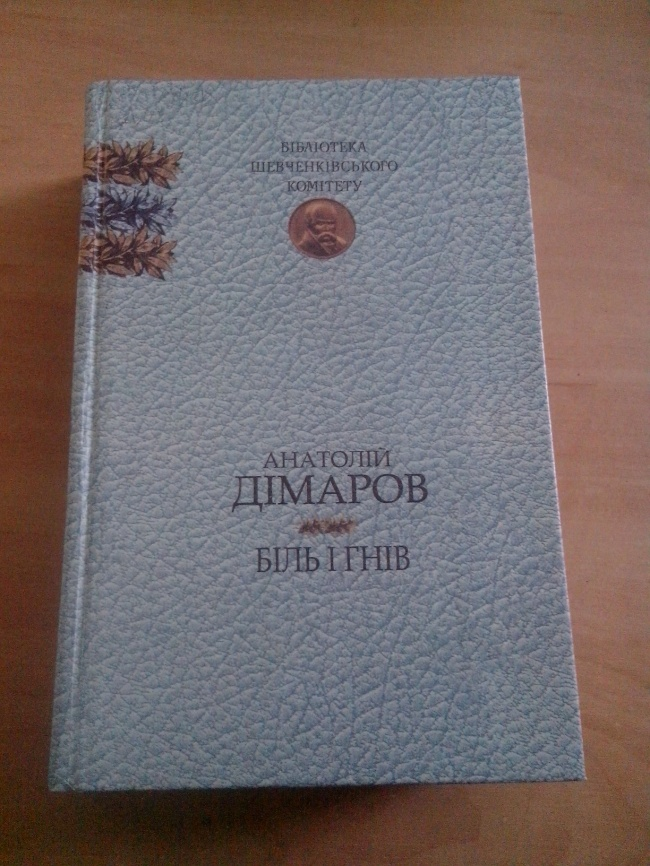 БІБЛІОТЕКА
ШЕВЧЕНКІВСЬКОГО
КОМІТЕТУ
АНАТОЛІЙ
ДІМАРОВ
БІЛЬ І ГНІВ